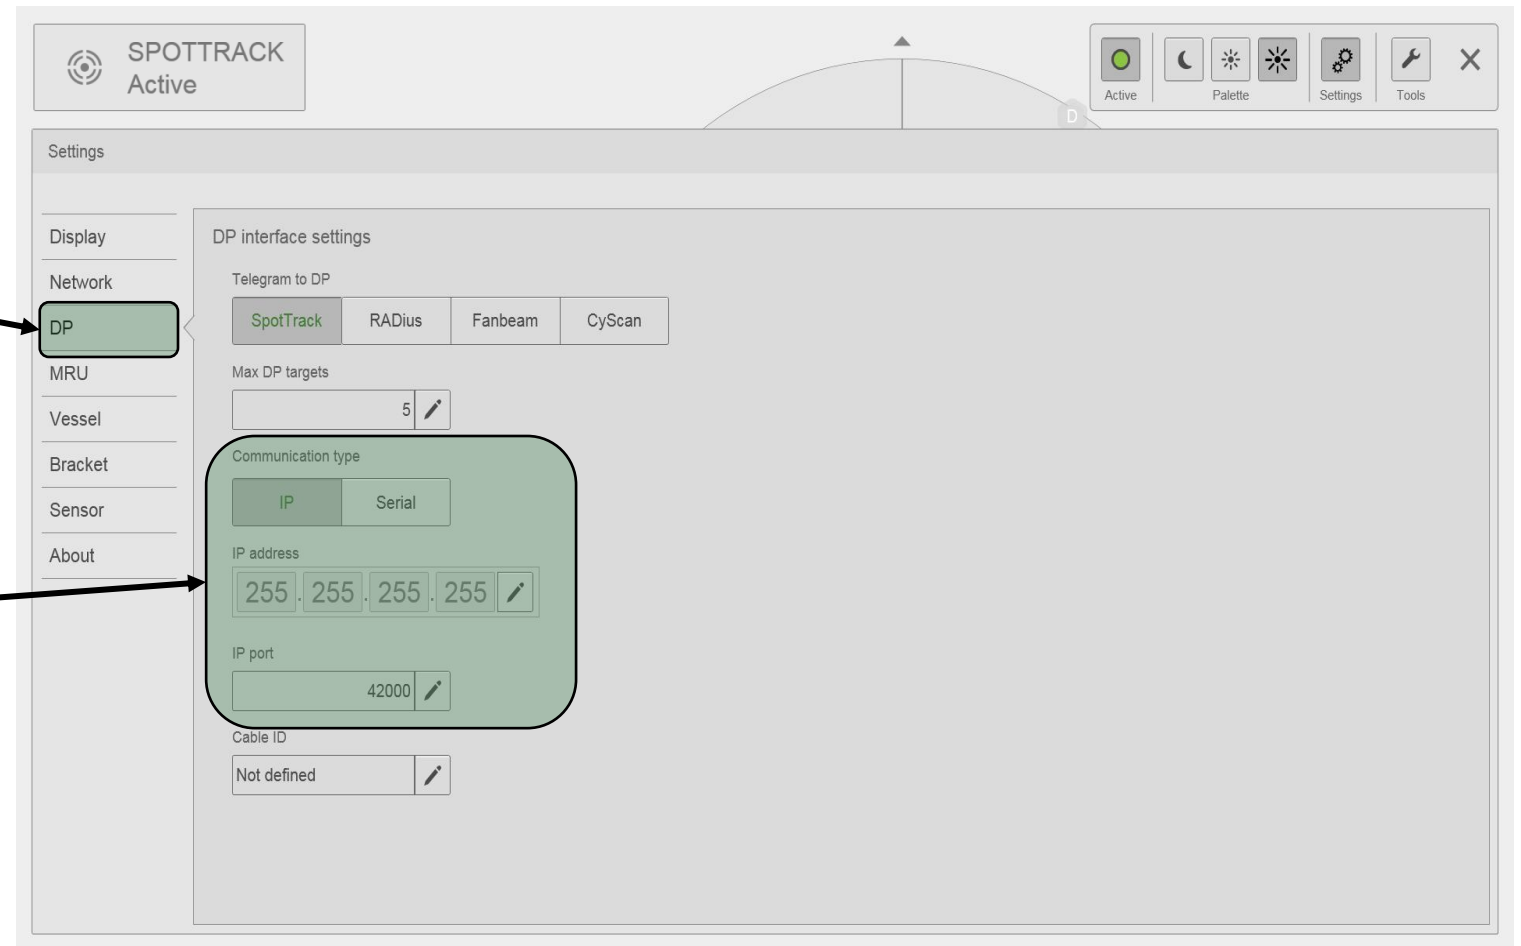 SPOTTRACK
Active
D
Active
Palette
Settings
Tools
Settings
Display
Network
DP
MRU
Vessel
Bracket
Sensor
About
DP interface settings
Telegram to DP
SpotTrack RADius Fanbeam CyScan
Max DP targets
5
Communication type
IP Serial
IP address
255 . 255 . 255 . 255
IP port
42000
Cable ID
Not defined